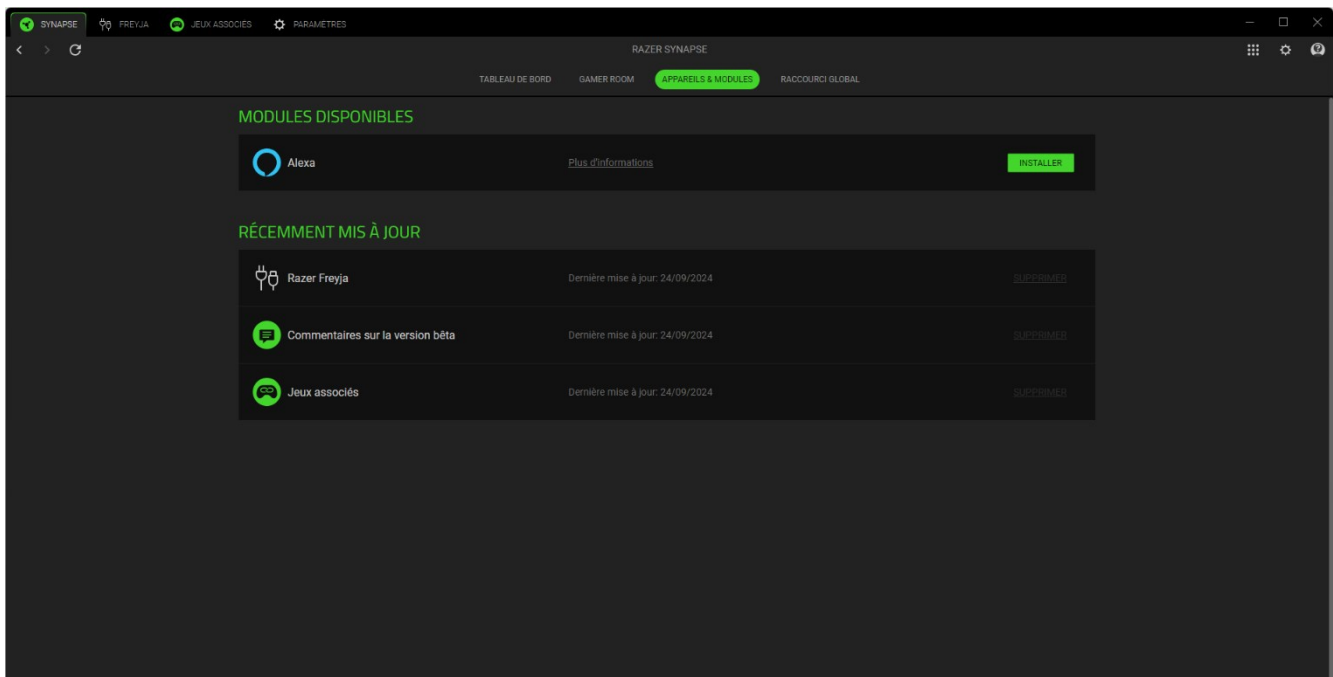 SYNAPSE FREYJA JEUX ASSOCIÉS PARAMÈTRES
RAZER SYNAPSE
TABLEAU DE BORD GAMER ROOM APPAREILS & MODULES RACCOURCI GLOBAL
MODULES DISPONIBLES
Alexa Plus d'informations INSTALLER
RÉCEMMENT MIS À JOUR
Razer Freyja Dernière mise à jour: 24/09/2024 SUPPRIMER
Commentaires sur la version bêta Dernière mise à jour: 24/09/2024 SUPPRIMER
Jeux associés Dernière mise à jour: 24/09/2024 SUPPRIMER